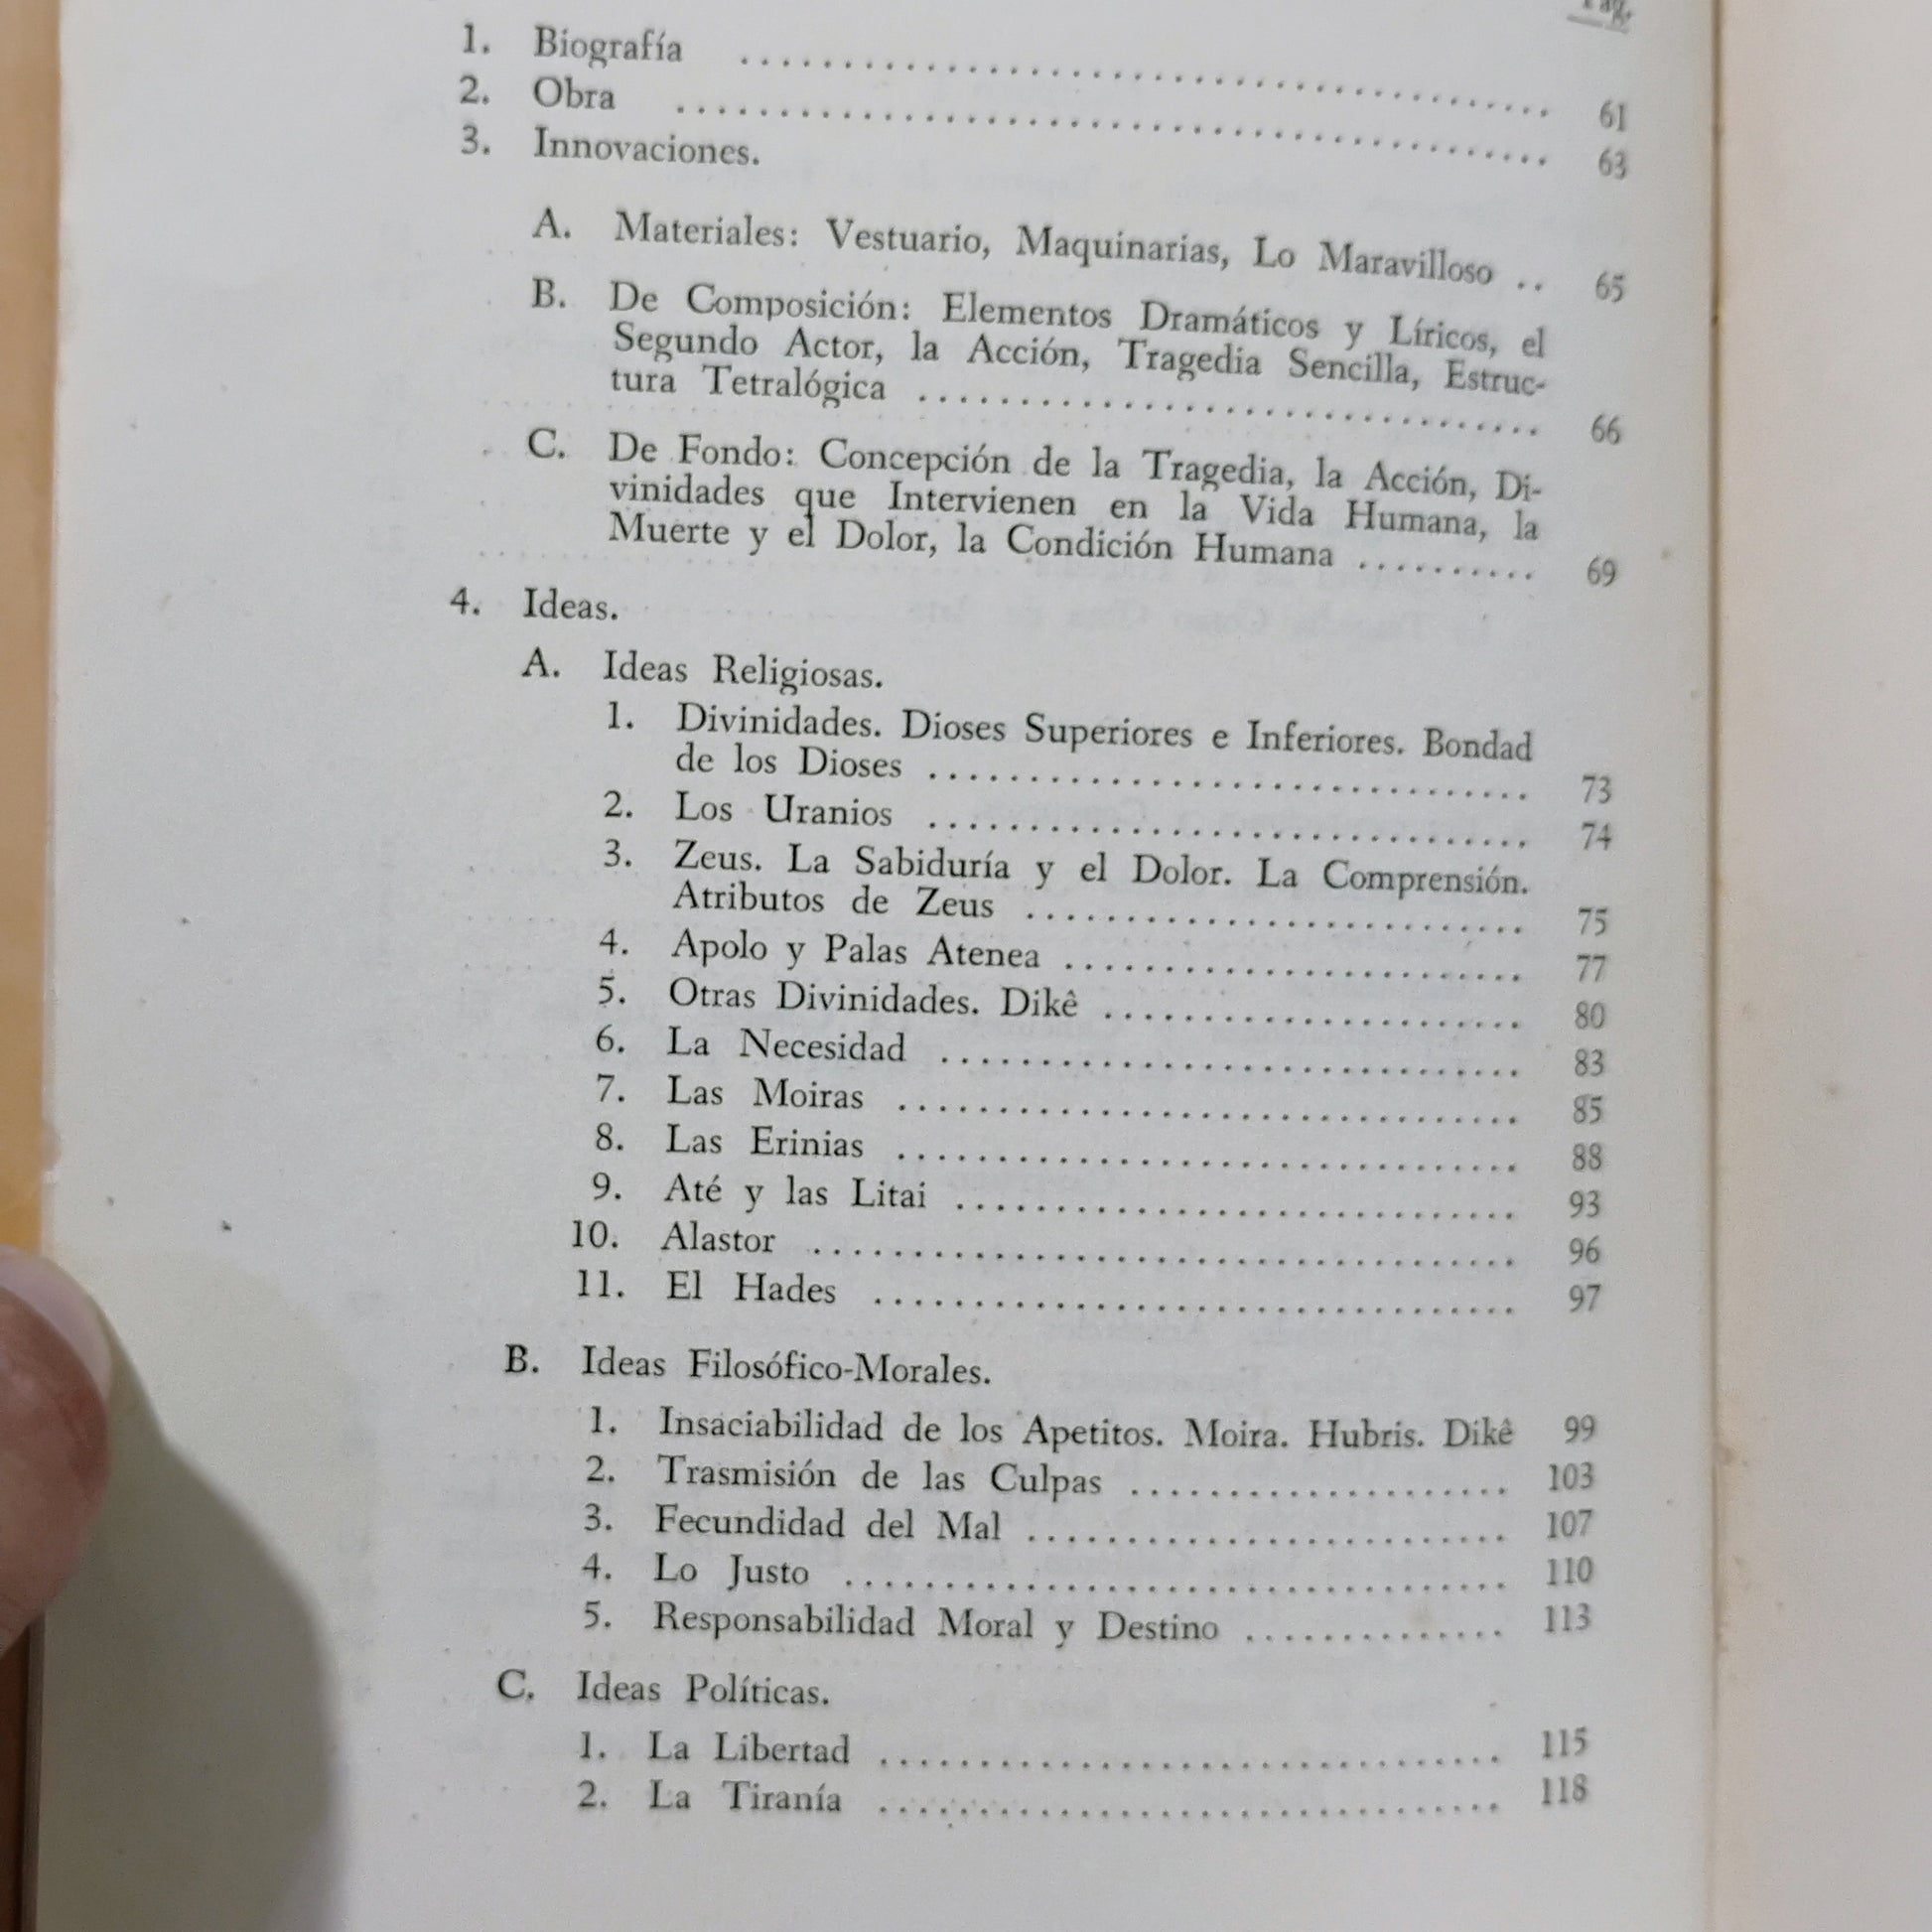 Pág.
1. Biografía ........................................ 61
2. Obra ........................................ 63
3. Innovaciones.
A. Materiales: Vestuario, Maquinarias, Lo Maravilloso .. 65
B. De Composición: Elementos Dramáticos y Líricos, el
Segundo Actor, la Acción, Tragedia Sencilla, Estruc-
tura Tetralógica ............................... 66
C. De Fondo: Concepción de la Tragedia, la Acción, Di-
vinidades que Intervienen en la Vida Humana, la
Muerte y el Dolor, la Condición Humana ......... 69
4. Ideas.
A. Ideas Religiosas.
1. Divinidades. Dioses Superiores e Inferiores. Bondad
de los Dioses .............................. 73
2. Los Uranios .............................. 74
3. Zeus. La Sabiduría y el Dolor. La Comprensión.
Atributos de Zeus ......................... 75
4. Apolo y Palas Atenea ....................... 77
5. Otras Divinidades. Dikê ..................... 80
6. La Necesidad ............................. 83
7. Las Moiras ............................... 85
8. Las Erinias ............................... 88
9. Até y las Litai ............................ 93
10. Alastor ................................... 96
11. El Hades ................................ 97
B. Ideas Filosófico-Morales.
1. Insaciabilidad de los Apetitos. Moira. Hubris. Dikê 99
2. Trasmisión de las Culpas ................... 103
3. Fecundidad del Mal ........................ 107
4. Lo Justo ................................. 110
5. Responsabilidad Moral y Destino ............. 113
C. Ideas Políticas.
1. La Libertad ............................... 115
2. La Tiranía ............................... 118